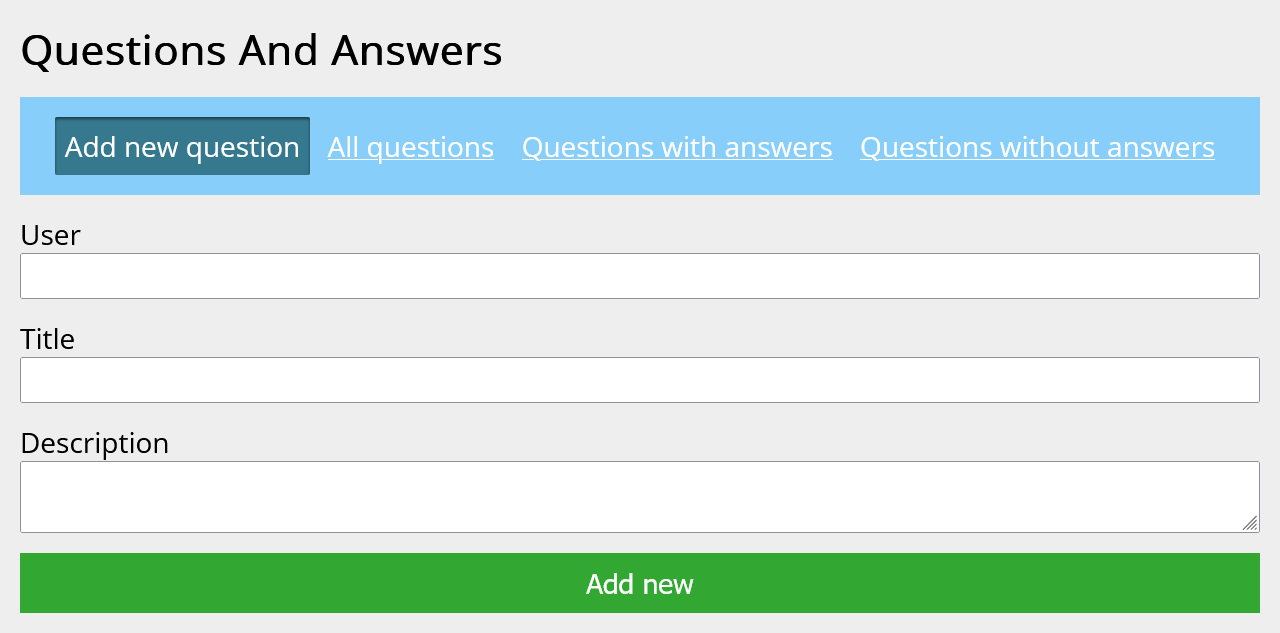 Questions And Answers
Add new question All questions Questions with answers Questions without answers
User
Title
Description
Add new